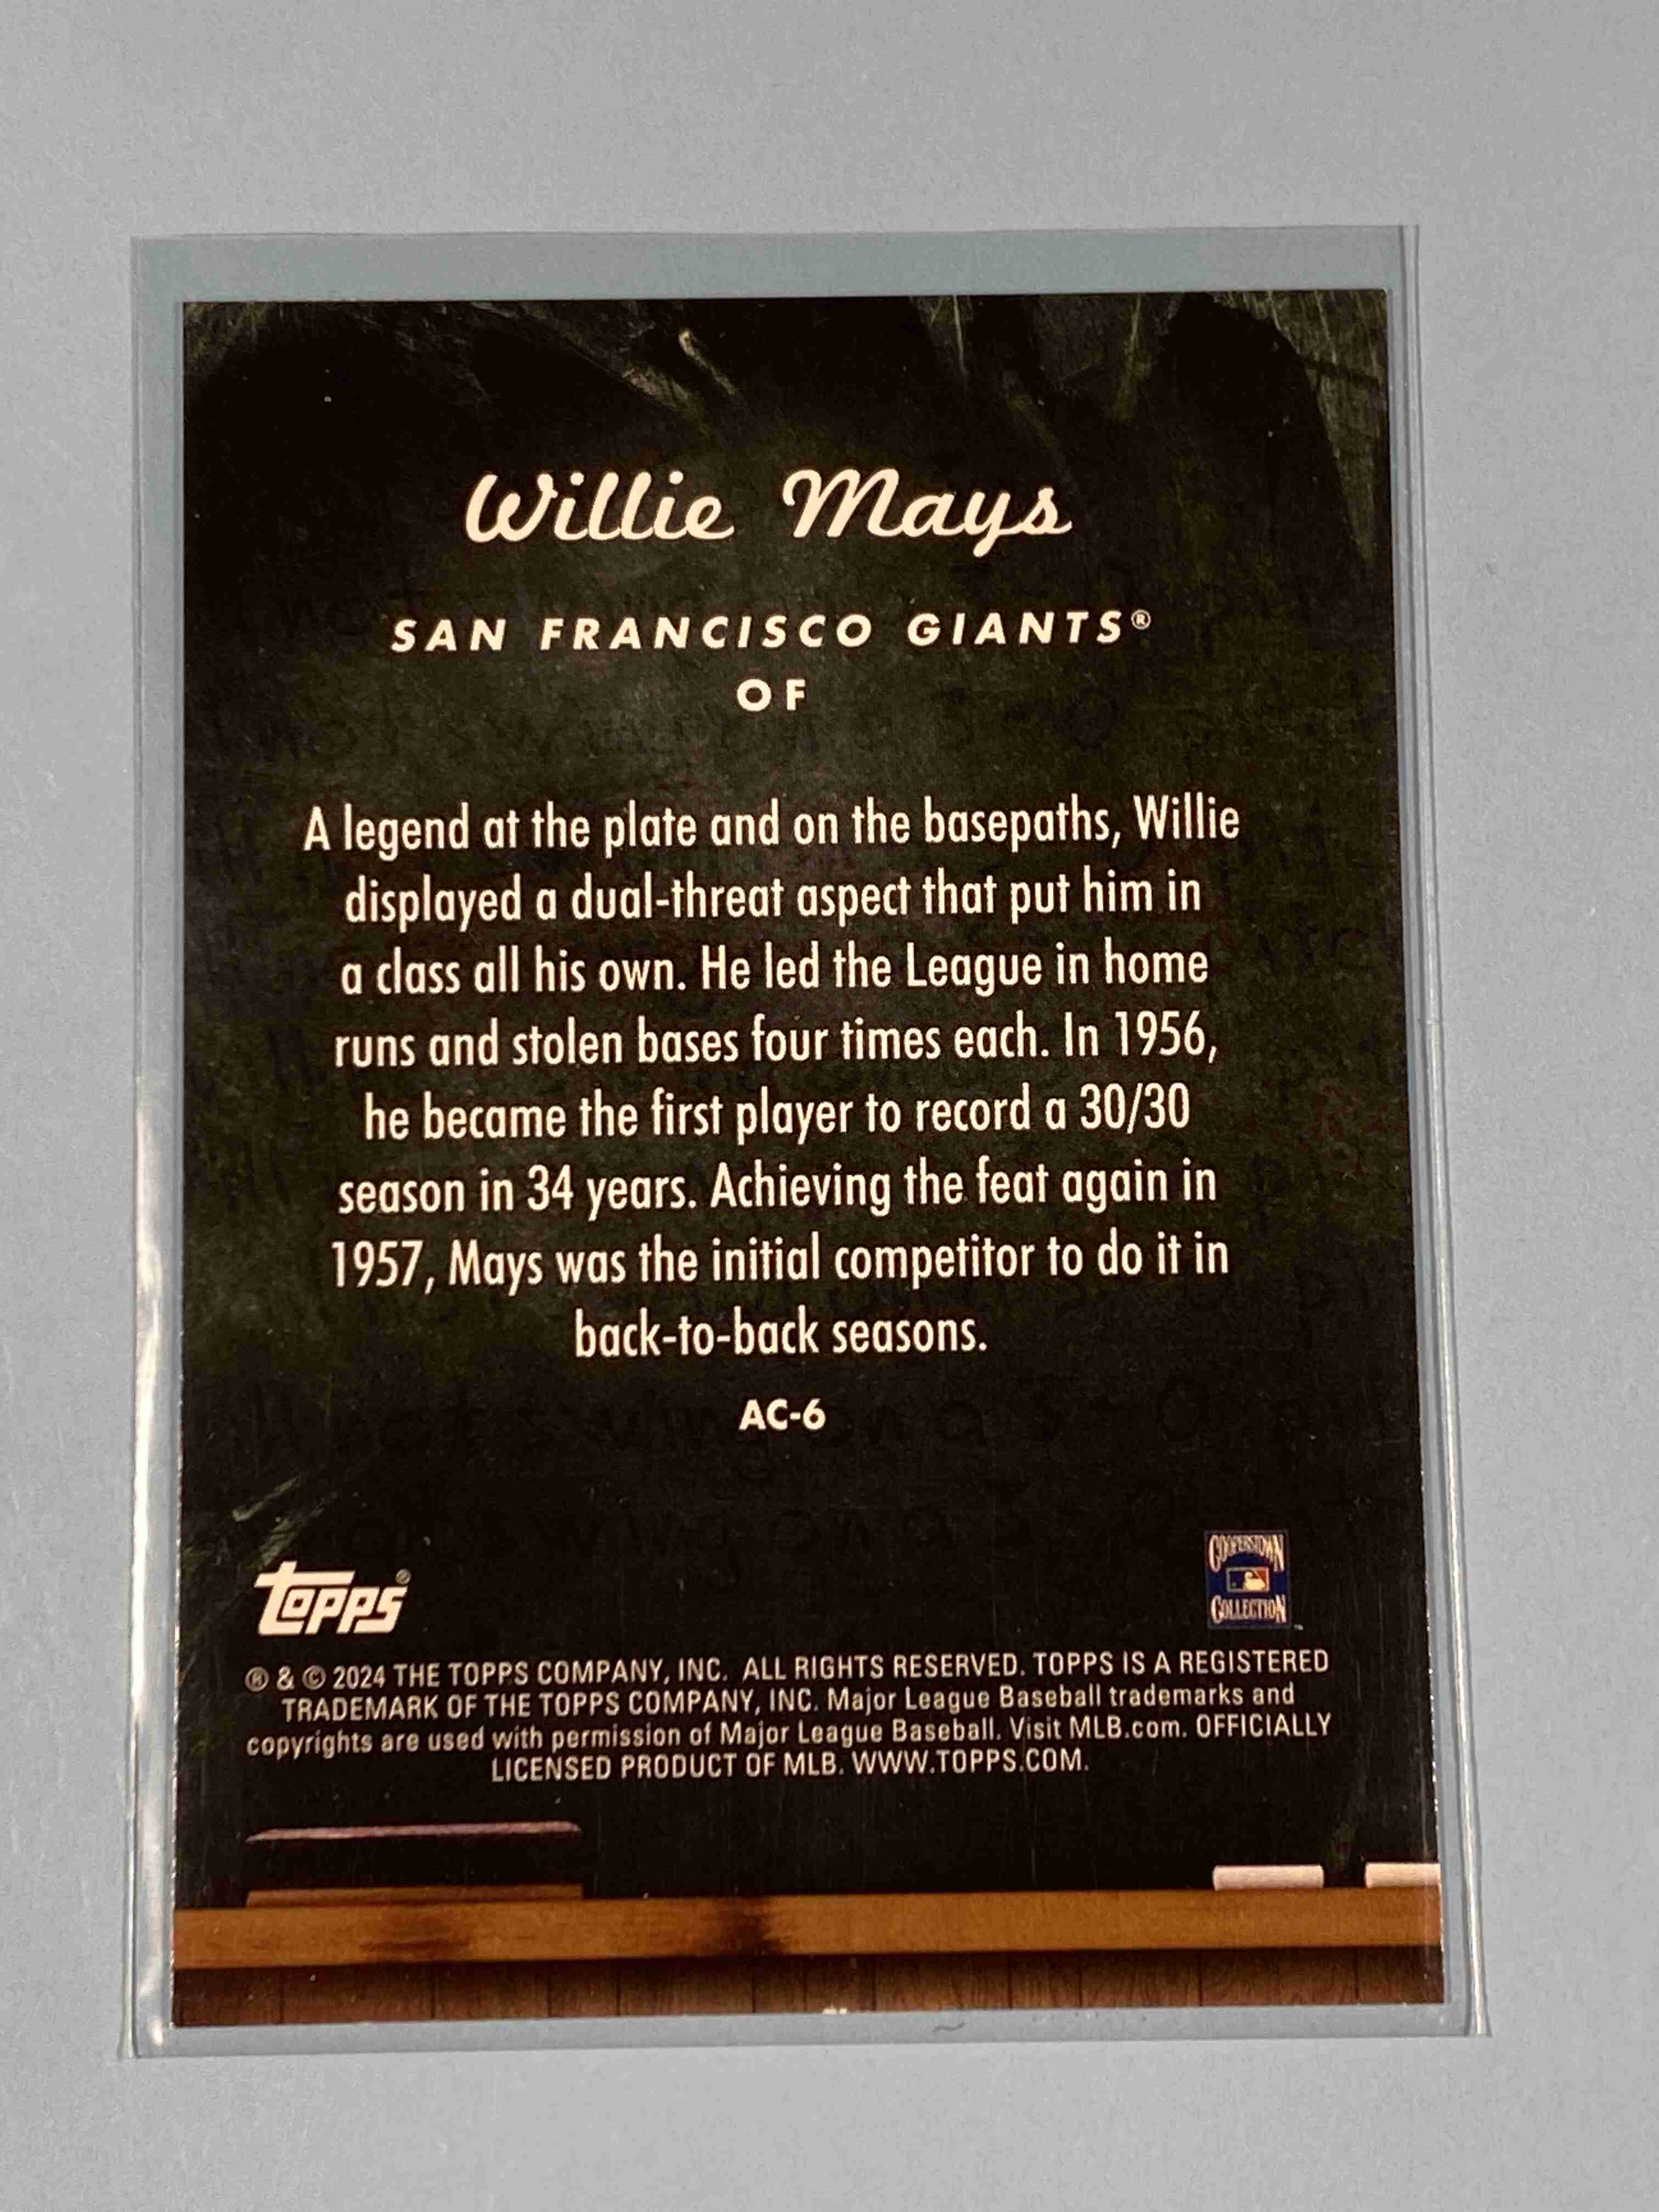 Willie Mays
SAN FRANCISCO GIANTS®
OF
A legend at the plate and on the basepaths, Willie
displayed a dual-threat aspect that put him in
a class all his own. He led the League in home
runs and stolen bases four times each. In 1956,
he became the first player to record a 30/30
season in 34 years. Achieving the feat again in
1957, Mays was the initial competitor to do it in
back-to-back seasons.
AC-6
topps®
COOPERSTOWN
COLLECTION™
® & © 2024 THE TOPPS COMPANY, INC. ALL RIGHTS RESERVED. TOPPS IS A REGISTERED
TRADEMARK OF THE TOPPS COMPANY, INC. Major League Baseball trademarks and
copyrights are used with permission of Major League Baseball. Visit MLB.com. OFFICIALLY
LICENSED PRODUCT OF MLB. WWW.TOPPS.COM.